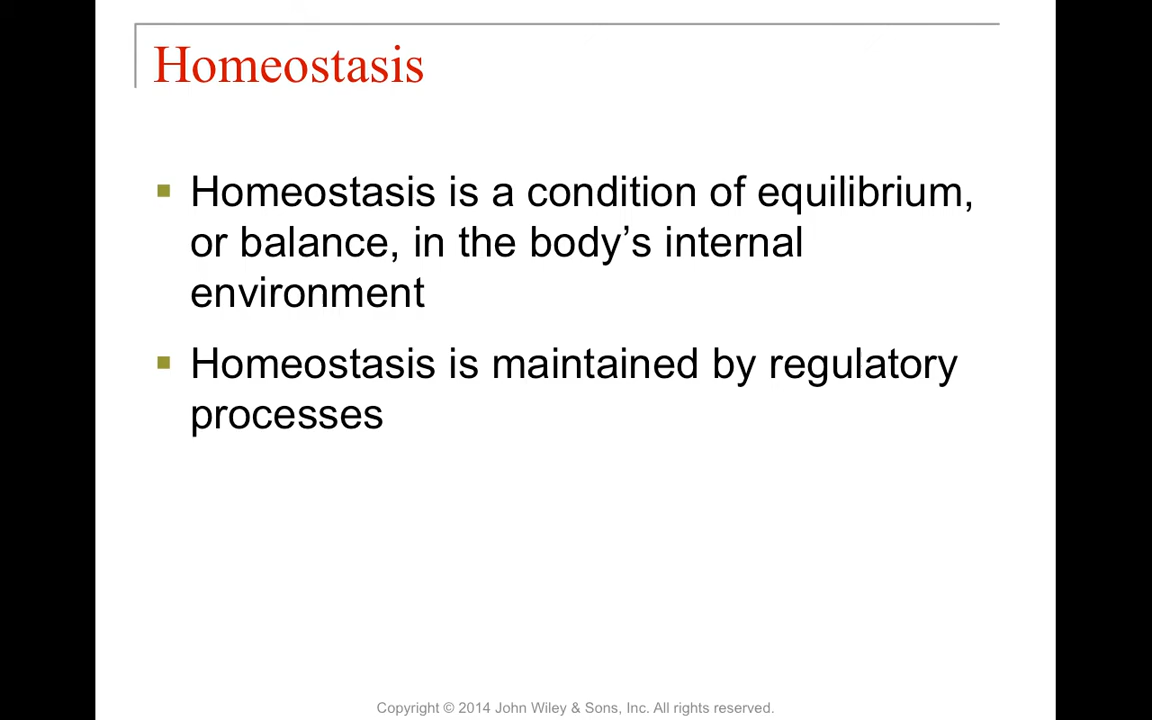 Homeostasis
▪ Homeostasis is a condition of equilibrium,
or balance, in the body’s internal
environment
▪ Homeostasis is maintained by regulatory
processes
Copyright © 2014 John Wiley & Sons, Inc. All rights reserved.